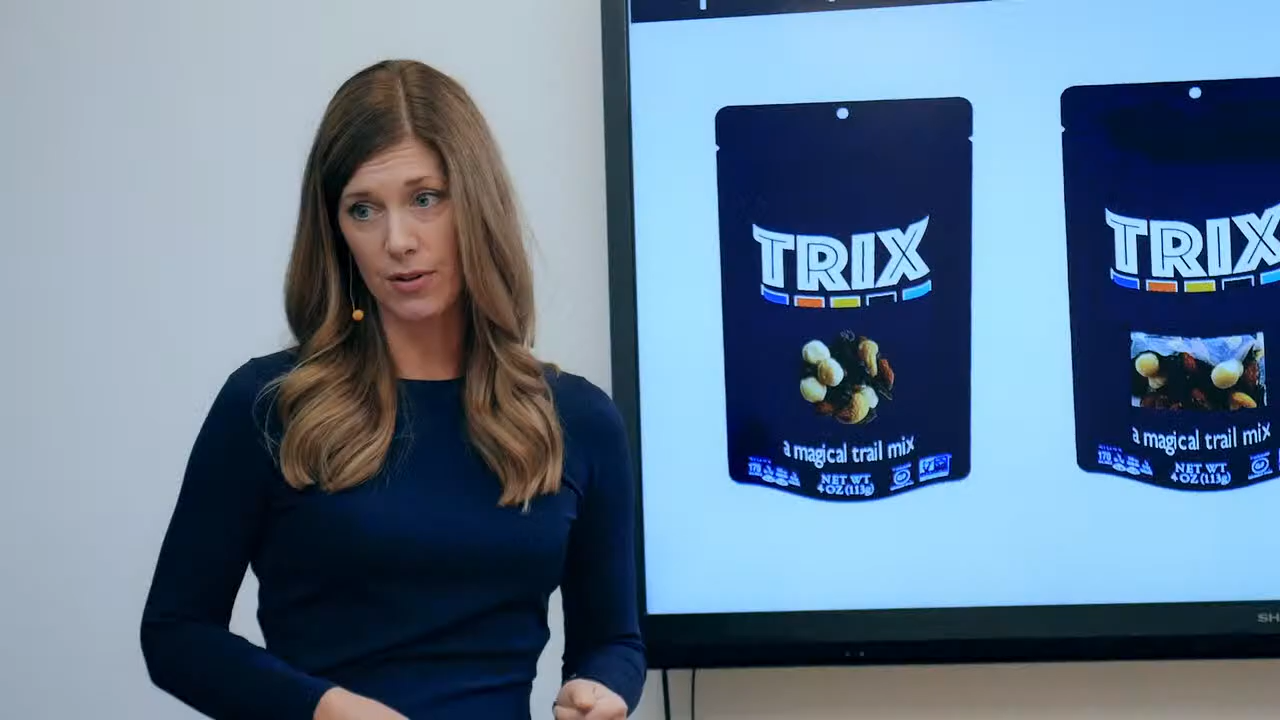 TRIX
a magical trail mix
NET WT
4 OZ (113g)
TRIX
a magical trail mix
NET WT
4 OZ (113g)